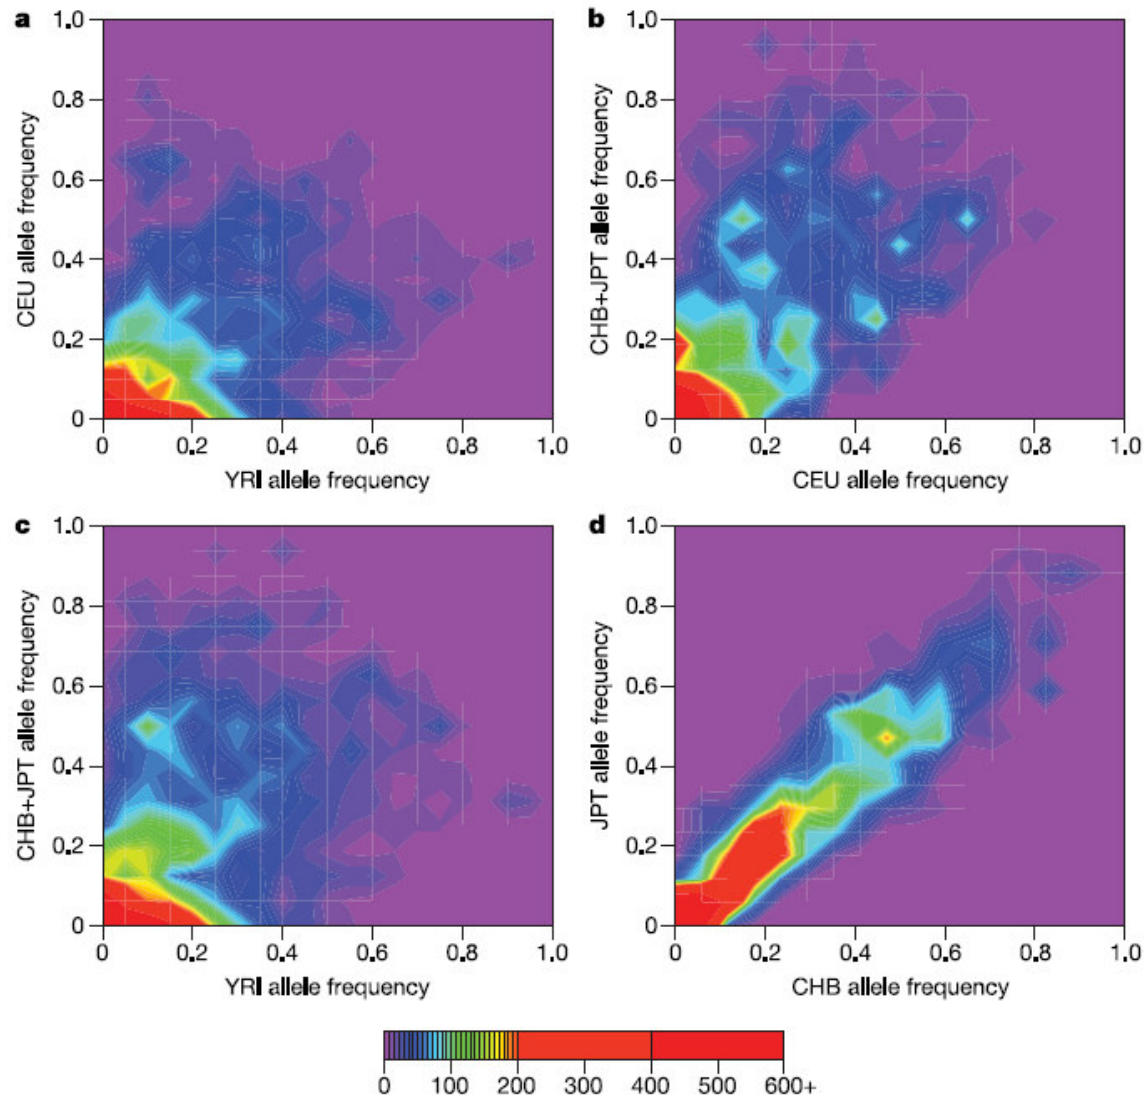 a
1.0
0.8
0.6
0.4
0.2
0
CEU allele frequency
0 0.2 0.4 0.6 0.8 1.0
YRI allele frequency
b
1.0
0.8
0.6
0.4
0.2
0
CHB+JPT allele frequency
0 0.2 0.4 0.6 0.8 1.0
CEU allele frequency
c
1.0
0.8
0.6
0.4
0.2
0
CHB+JPT allele frequency
0 0.2 0.4 0.6 0.8 1.0
YRI allele frequency
d
1.0
0.8
0.6
0.4
0.2
0
JPT allele frequency
0 0.2 0.4 0.6 0.8 1.0
CHB allele frequency
0 100 200 300 400 500 600+